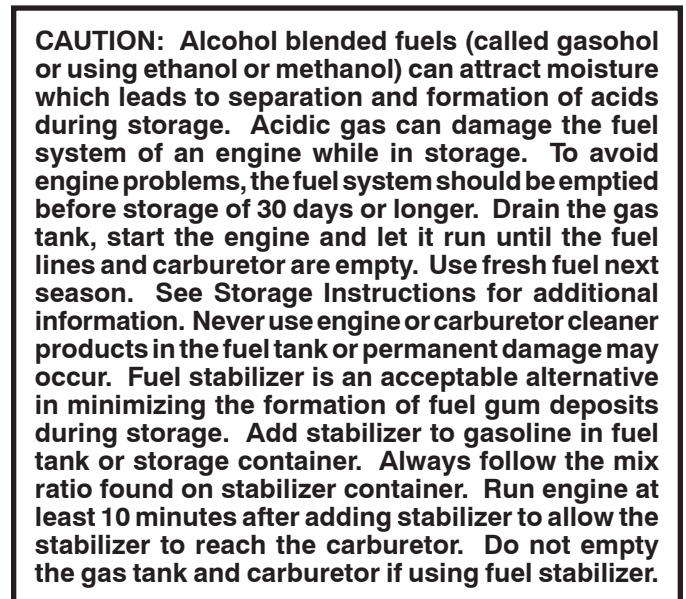 CAUTION: Alcohol blended fuels (called gasohol
or using ethanol or methanol) can attract moisture
which leads to separation and formation of acids
during storage. Acidic gas can damage the fuel
system of an engine while in storage. To avoid
engine problems, the fuel system should be emptied
before storage of 30 days or longer. Drain the gas
tank, start the engine and let it run until the fuel
lines and carburetor are empty. Use fresh fuel next
season. See Storage Instructions for additional
information. Never use engine or carburetor cleaner
products in the fuel tank or permanent damage may
occur. Fuel stabilizer is an acceptable alternative
in minimizing the formation of fuel gum deposits
during storage. Add stabilizer to gasoline in fuel
tank or storage container. Always follow the mix
ratio found on stabilizer container. Run engine at
least 10 minutes after adding stabilizer to allow the
stabilizer to reach the carburetor. Do not empty
the gas tank and carburetor if using fuel stabilizer.